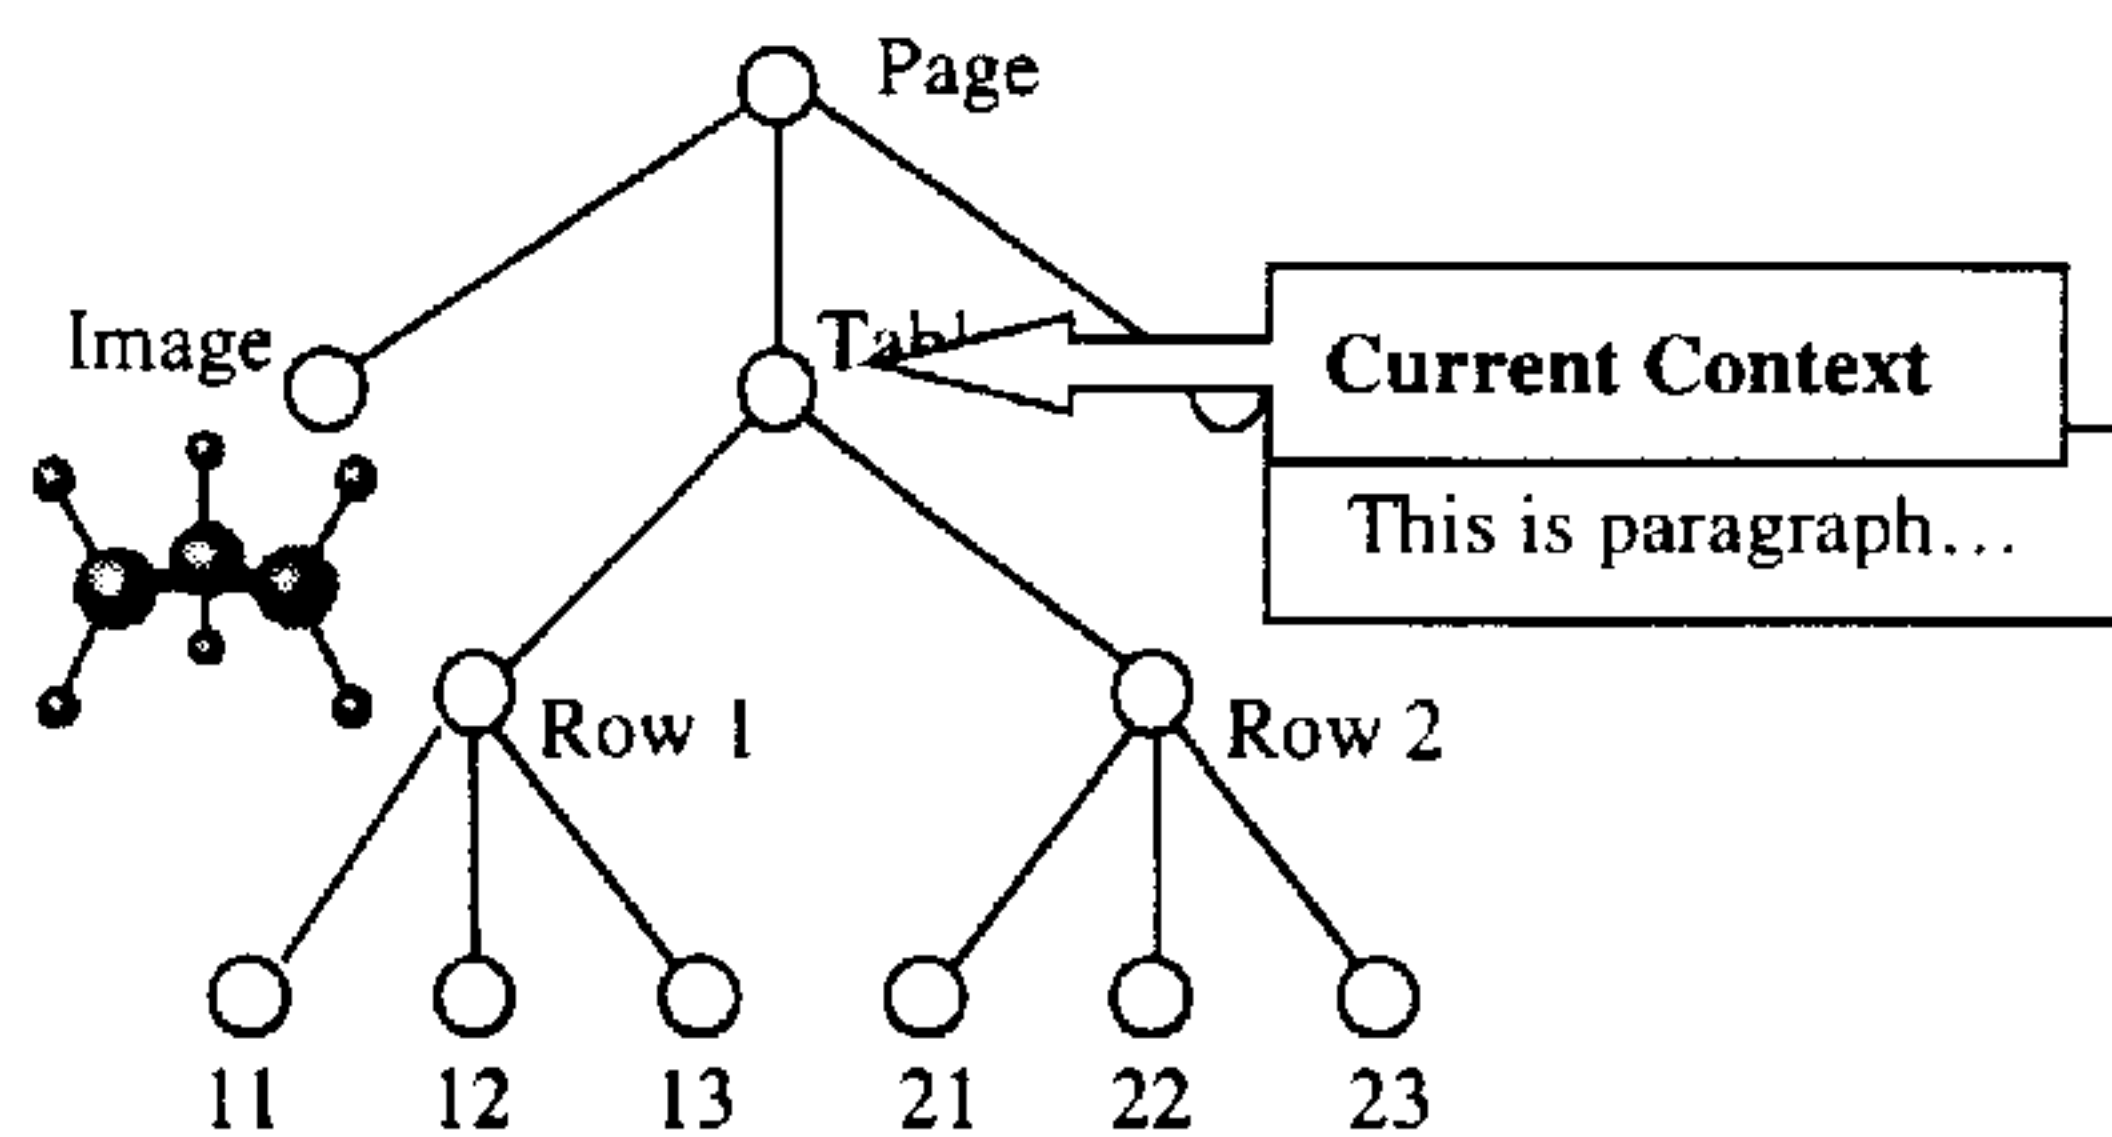 Page
Image
Current Context
This is paragraph...
Row 1
Row 2
11 12 13 21 22 23